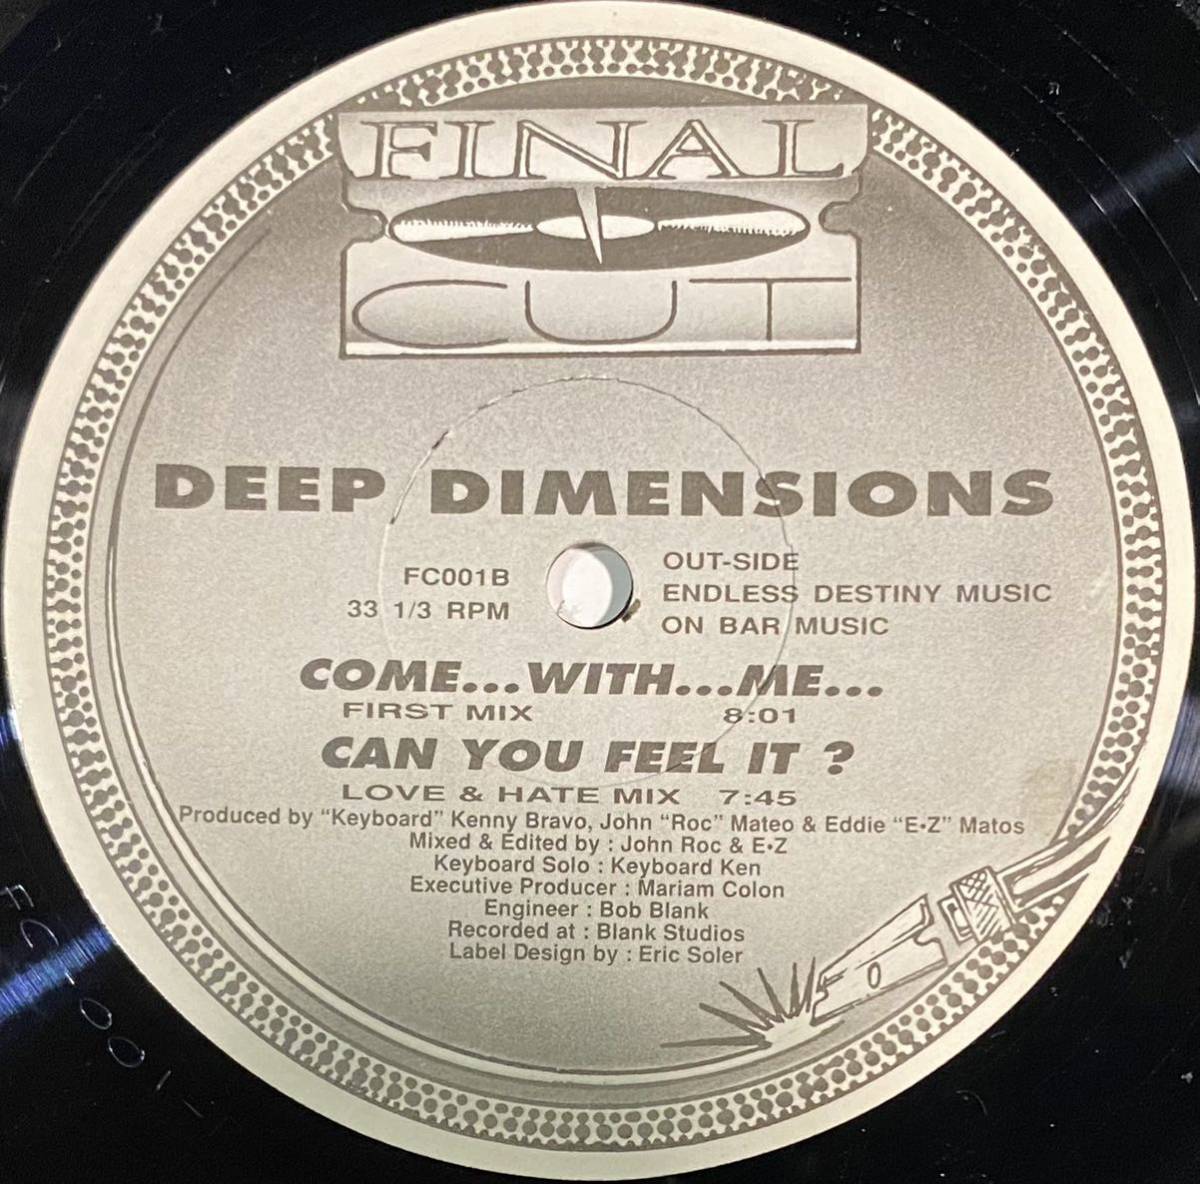 FINAL
CUT
DEEP DIMENSIONS
FC001B
33 1/3 RPM
OUT-SIDE
ENDLESS DESTINY MUSIC
ON BAR MUSIC
COME...WITH...ME...
FIRST MIX 8:01
CAN YOU FEEL IT ?
LOVE & HATE MIX 7:45
Produced by "Keyboard" Kenny Bravo, John "Roc" Mateo & Eddie "E•Z" Matos
Mixed & Edited by : John Roc & E•Z
Keyboard Solo : Keyboard Ken
Executive Producer : Mariam Colon
Engineer : Bob Blank
Recorded at : Blank Studios
Label Design by : Eric Soler